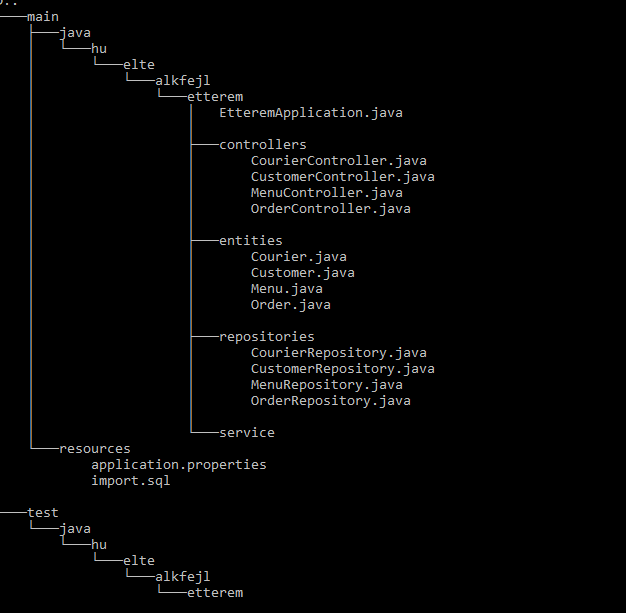 main
java
hu
elte
alkfejl
etterem
EtteremApplication.java
controllers
CourierController.java
CustomerController.java
MenuController.java
OrderController.java
entities
Courier.java
Customer.java
Menu.java
Order.java
repositories
CourierRepository.java
CustomerRepository.java
MenuRepository.java
OrderRepository.java
service
resources
application.properties
import.sql
test
java
hu
elte
alkfejl
etterem